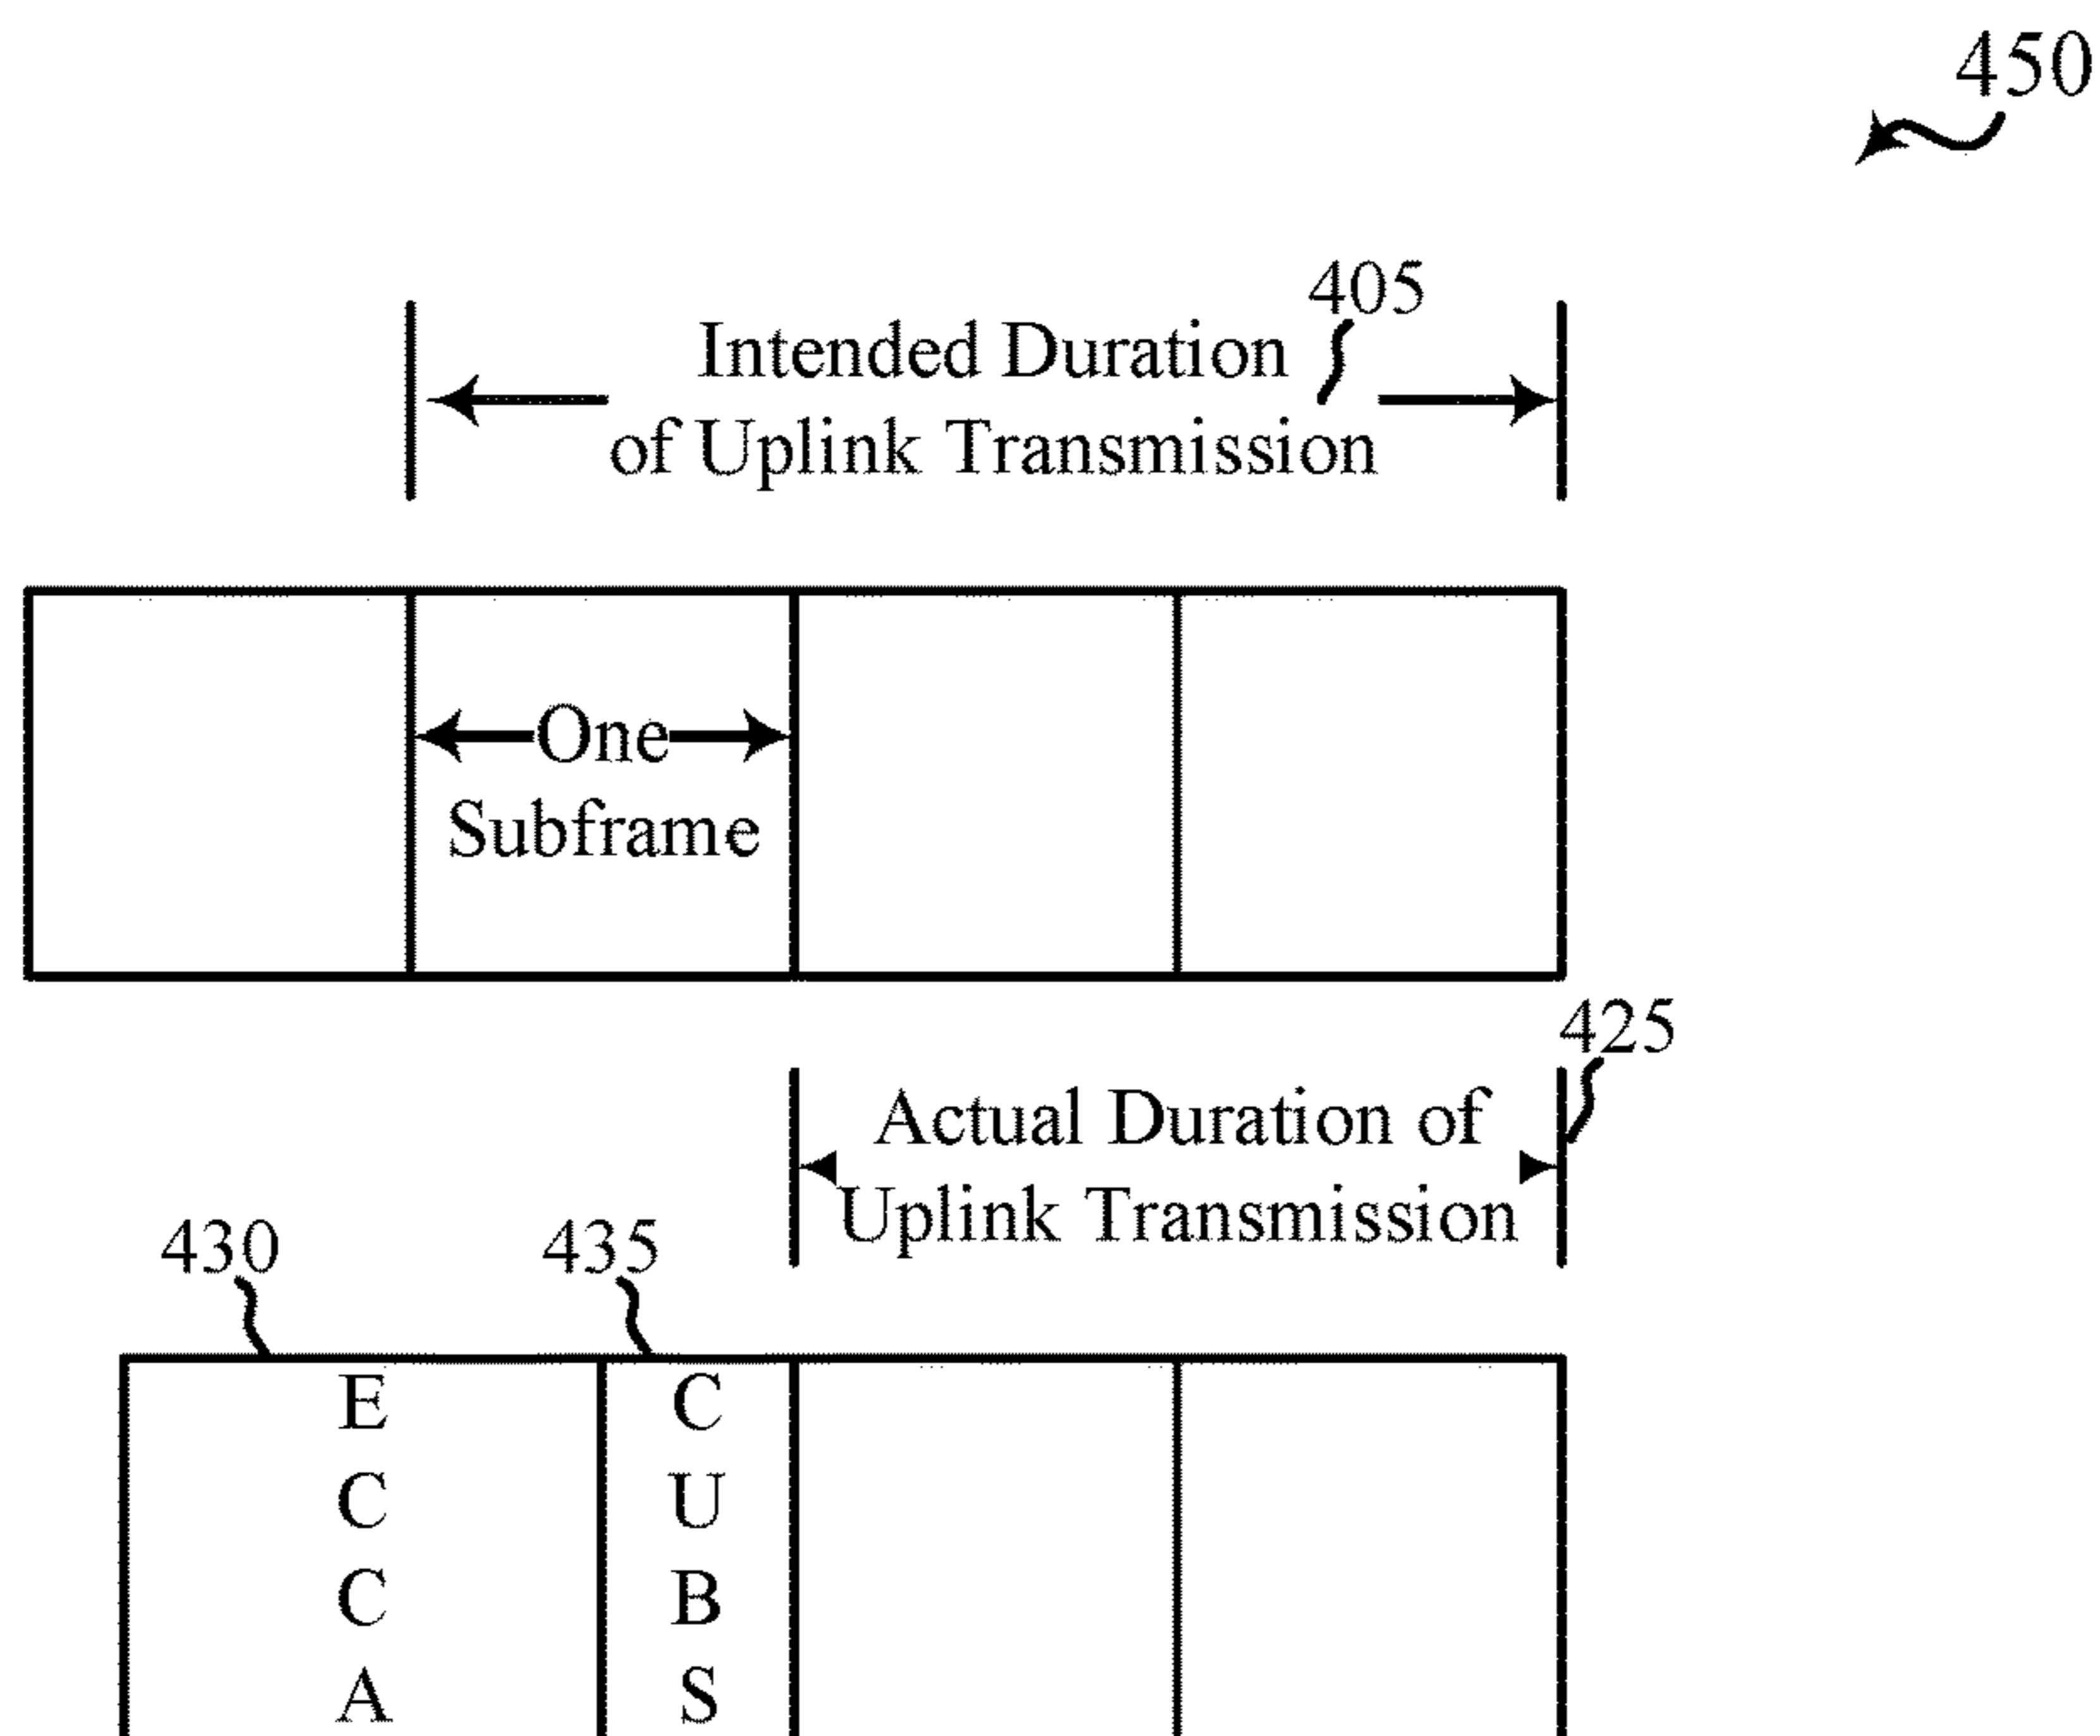 450
405
Intended Duration
of Uplink Transmission
One
Subframe
425
Actual Duration of
Uplink Transmission
430
435
E
C
C
A
C
U
B
S